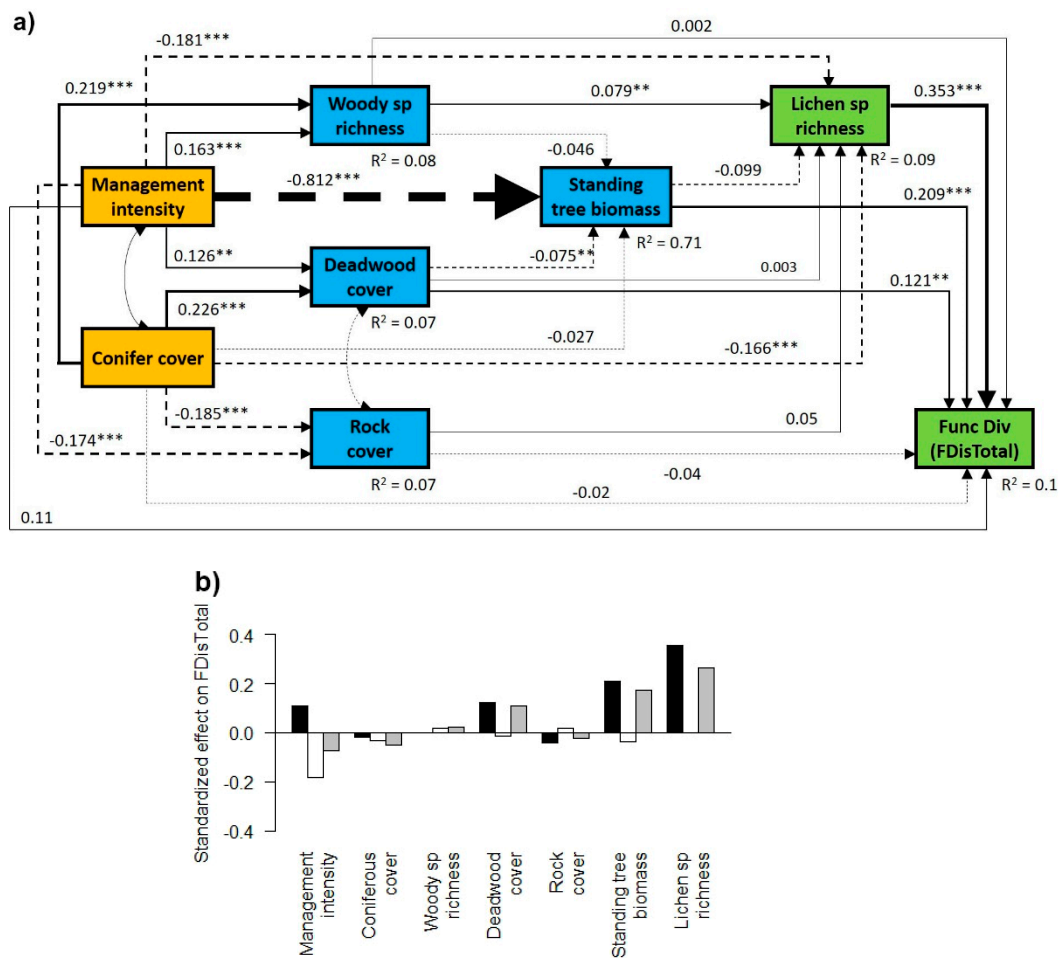 a)
0.002
-0.181***
0.219***
Woody sp
richness
0.079**
Lichen sp
richness
0.353***
0.163***
R² = 0.08
-0.046
R² = 0.09
Management
intensity
-0.812***
Standing
tree biomass
-0.099
0.209***
R² = 0.71
0.126**
Deadwood
cover
-0.075**
0.003
0.121**
0.226***
R² = 0.07
-0.027
Conifer cover
-0.166***
-0.185***
Rock
cover
0.05
Func Div
(FDisTotal)
-0.174***
-0.04
R² = 0.07
-0.02
R² = 0.1
0.11
b)
Standardized effect on FDisTotal
0.4
0.2
0.0
-0.2
-0.4
Management
intensity
Coniferous
cover
Woody sp
richness
Deadwood
cover
Rock
cover
Standing tree
biomass
Lichen sp
richness